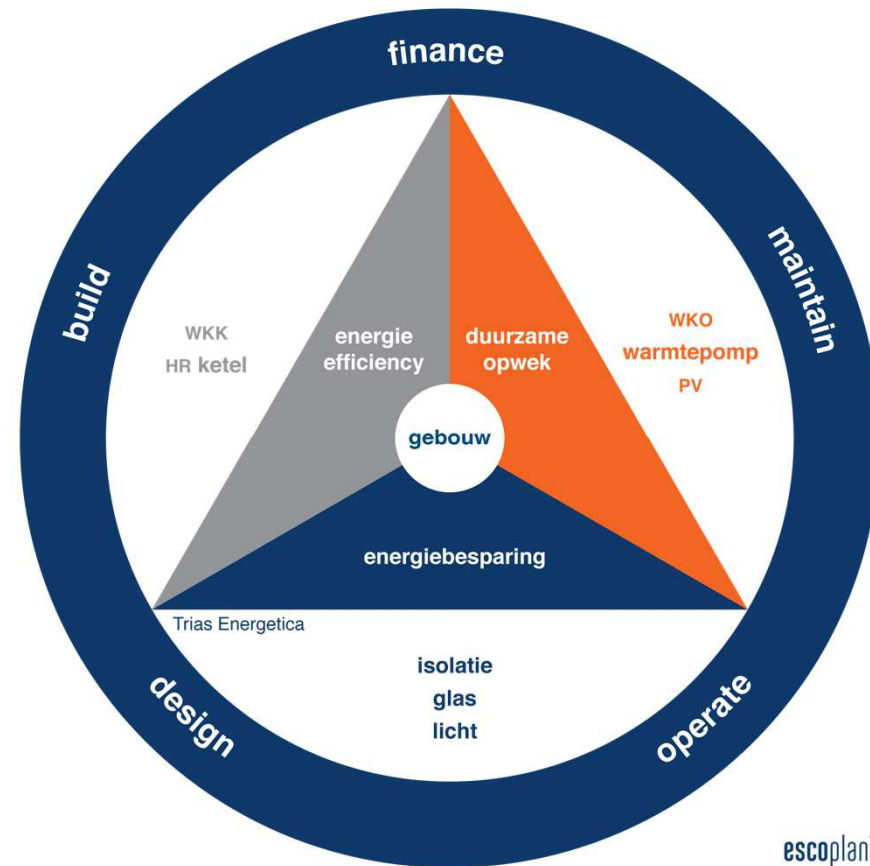 finance
build
maintain
WKK
HR ketel
energie
efficiency
duurzame
opwek
WKO
warmtepomp
PV
gebouw
energiebesparing
Trias Energetica
isolatie
glas
licht
design
operate
escoplan